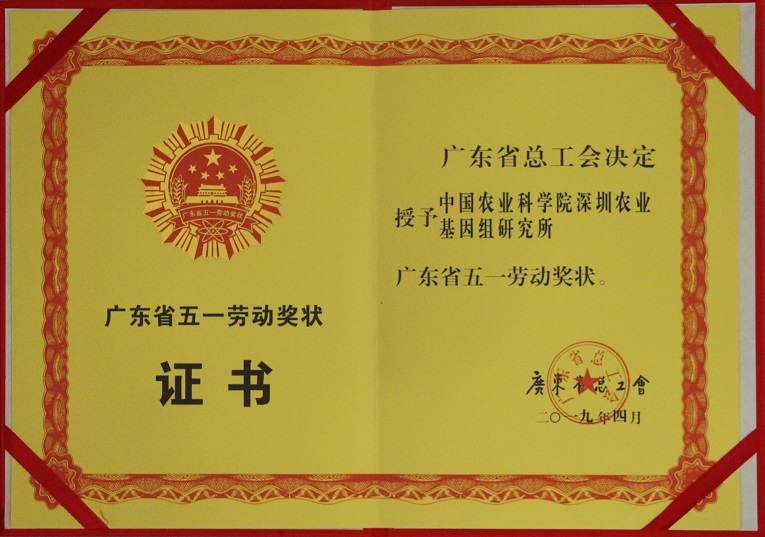 广东省五一劳动奖状
广东省五一劳动奖状
证书
广东省总工会决定
授予中国农业科学院深圳农业
基因组研究所
广东省五一劳动奖状。
广东省总工会
廣東省总工會
二〇一九年四月